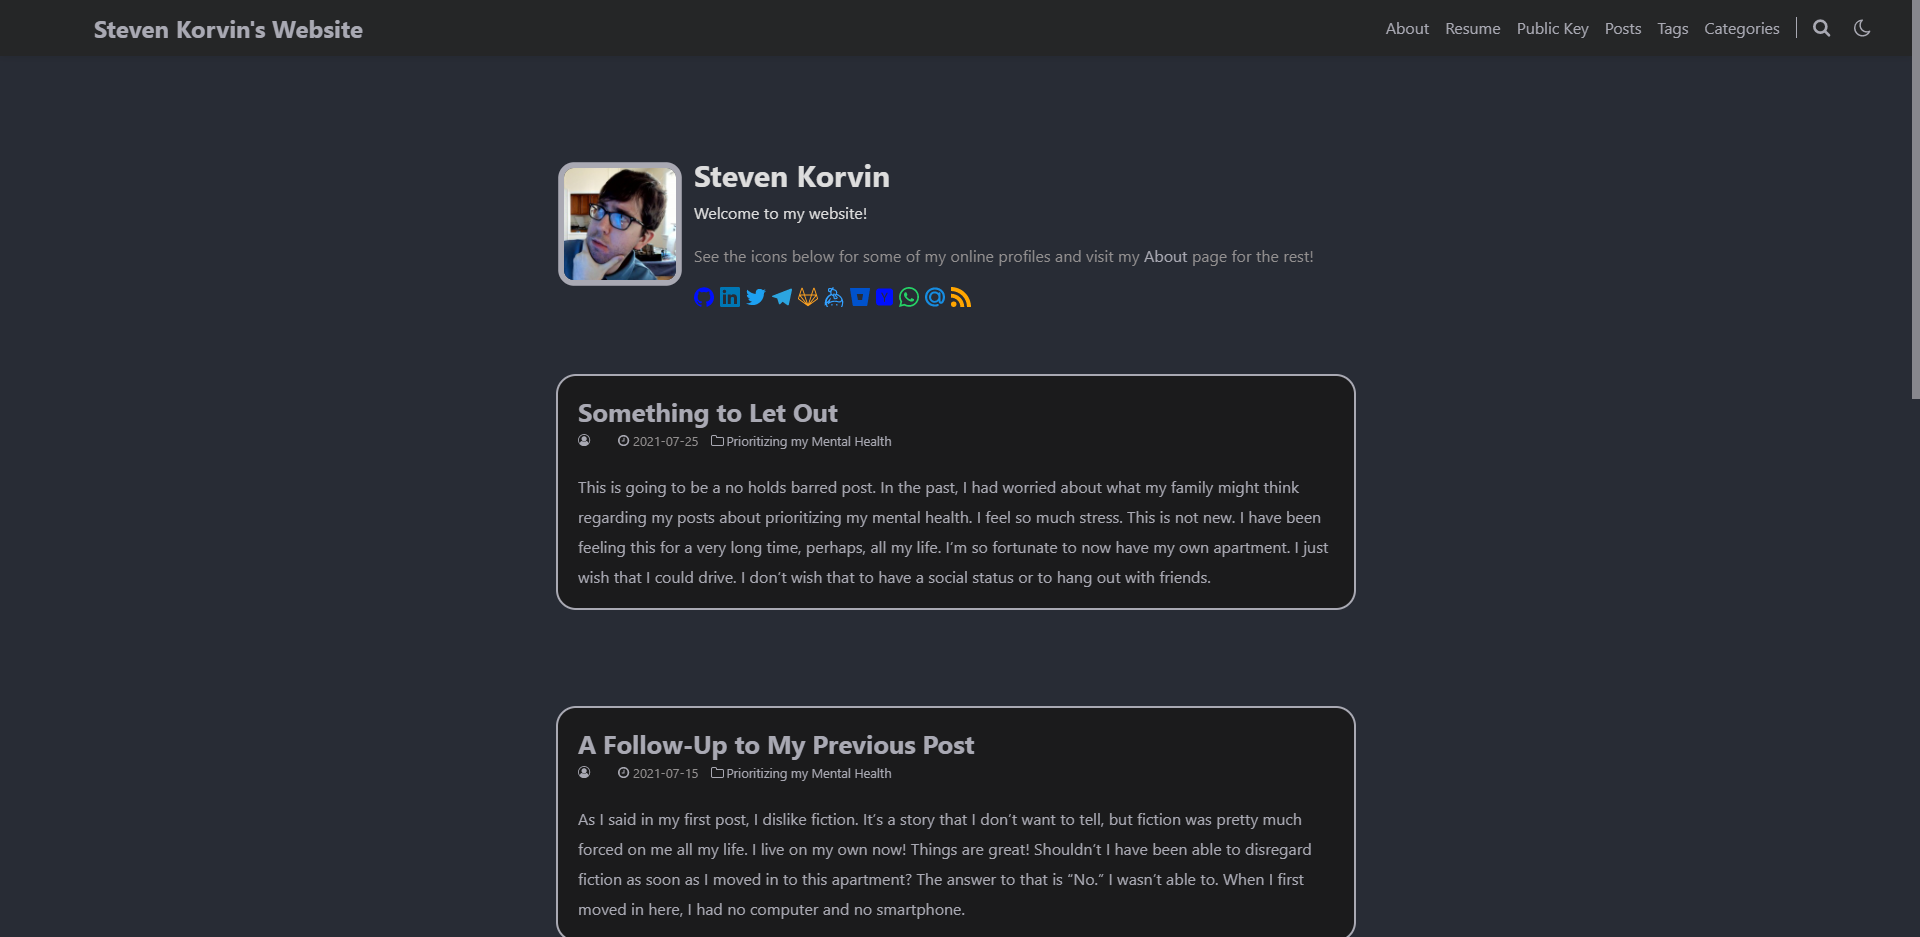 Steven Korvin's Website
About Resume Public Key Posts Tags Categories
Steven Korvin
Welcome to my website!
See the icons below for some of my online profiles and visit my About page for the rest!
Something to Let Out
2021-07-25 Prioritizing my Mental Health
This is going to be a no holds barred post. In the past, I had worried about what my family might think
regarding my posts about prioritizing my mental health. I feel so much stress. This is not new. I have been
feeling this for a very long time, perhaps, all my life. I’m so fortunate to now have my own apartment. I just
wish that I could drive. I don’t wish that to have a social status or to hang out with friends.
A Follow-Up to My Previous Post
2021-07-15 Prioritizing my Mental Health
As I said in my first post, I dislike fiction. It’s a story that I don’t want to tell, but fiction was pretty much
forced on me all my life. I live on my own now! Things are great! Shouldn’t I have been able to disregard
fiction as soon as I moved in to this apartment? The answer to that is “No.” I wasn’t able to. When I first
moved in here, I had no computer and no smartphone.